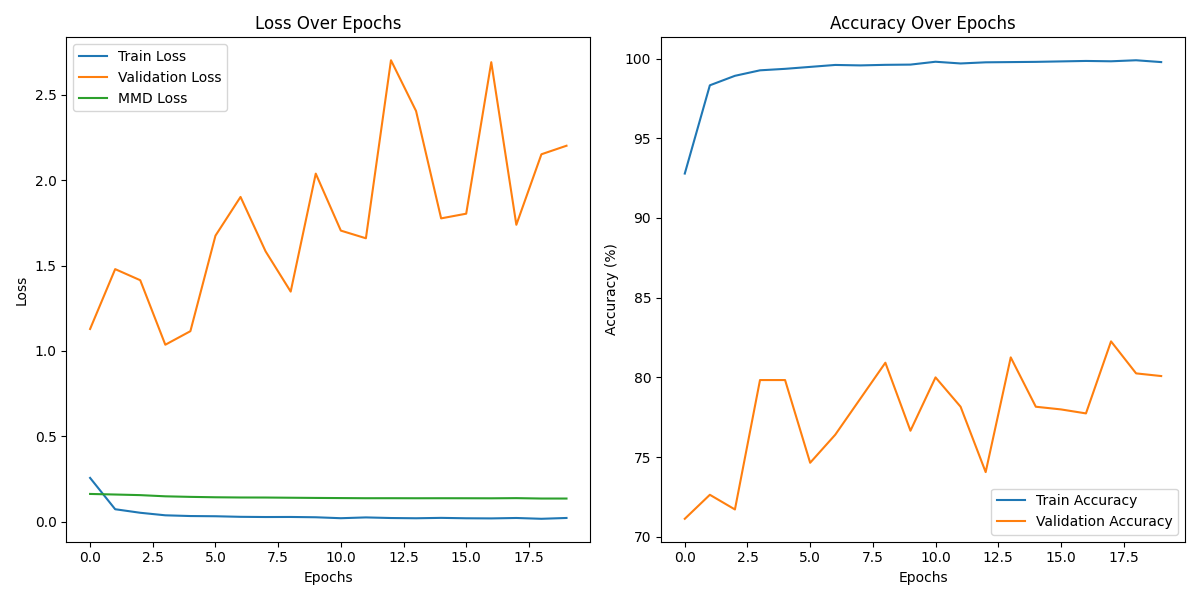 Loss Over Epochs
Train Loss
Validation Loss
MMD Loss
2.5
2.0
1.5
1.0
0.5
0.0
Loss
0.0 2.5 5.0 7.5 10.0 12.5 15.0 17.5
Epochs
Accuracy Over Epochs
100
95
90
85
80
75
70
Accuracy (%)
Train Accuracy
Validation Accuracy
0.0 2.5 5.0 7.5 10.0 12.5 15.0 17.5
Epochs